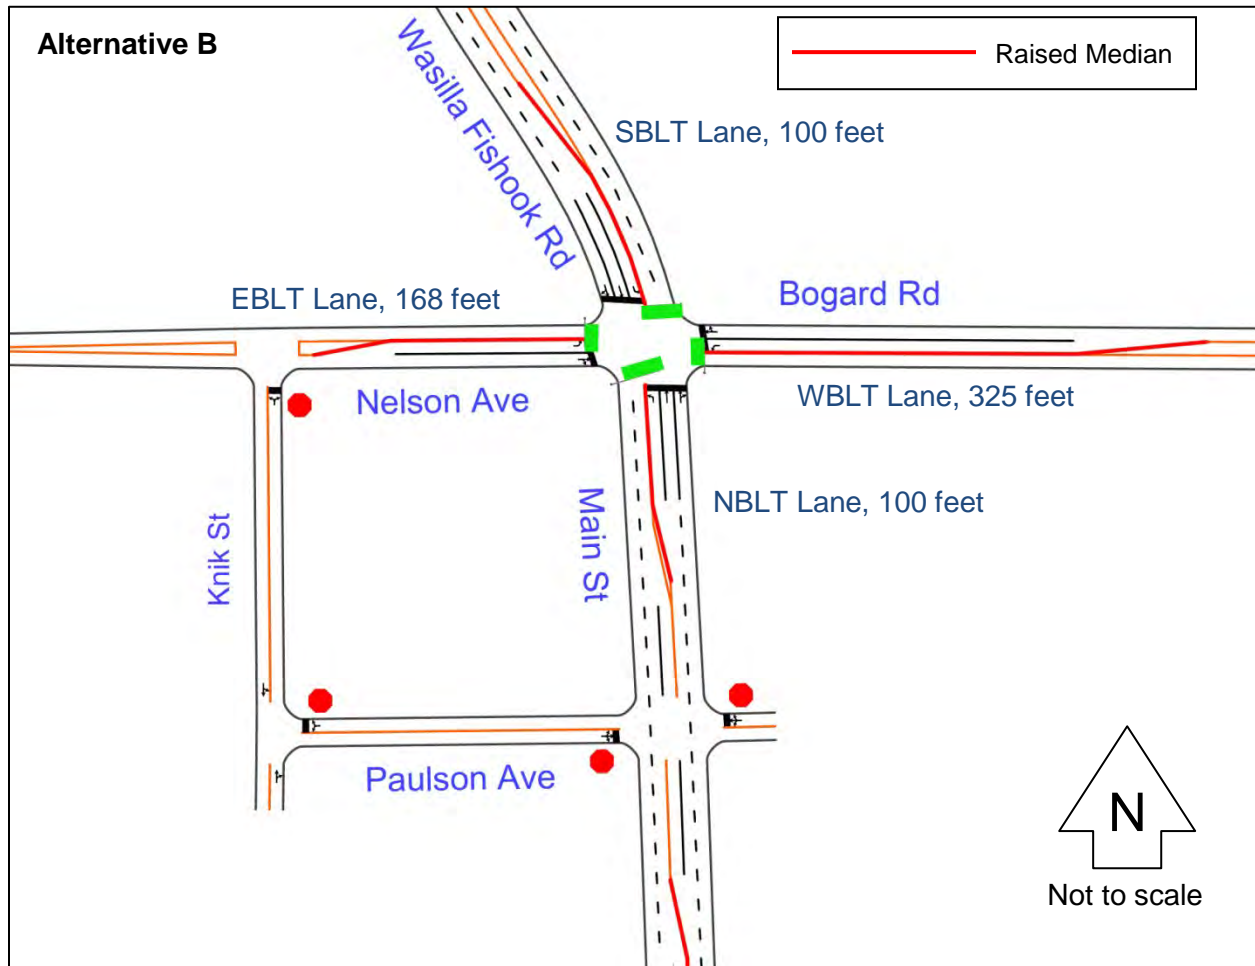 Alternative B
Raised Median
Wasilla Fishook Rd
SBLT Lane, 100 feet
EBLT Lane, 168 feet
Bogard Rd
Nelson Ave
WBLT Lane, 325 feet
NBLT Lane, 100 feet
Knik St
Main St
Paulson Ave
N
Not to scale